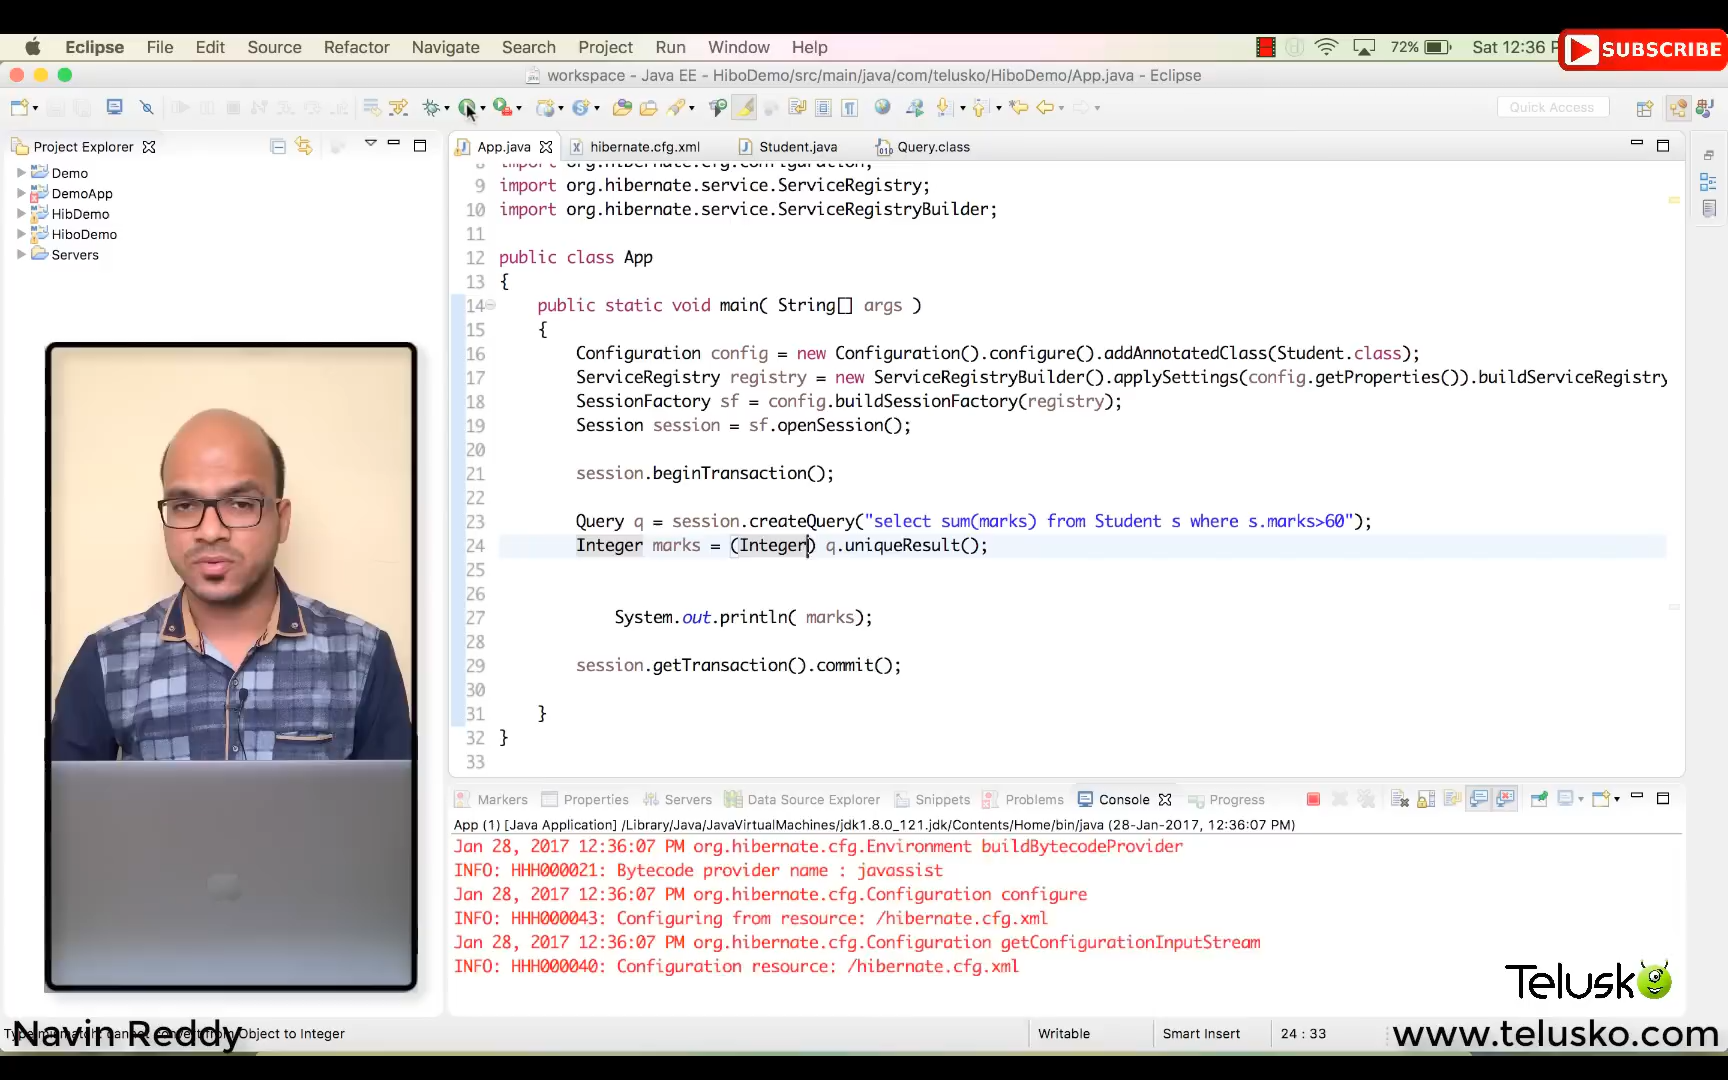 Eclipse File Edit Source Refactor Navigate Search Project Run Window Help 72% Sat 12:36 P
SUBSCRIBE
workspace - Java EE - HiboDemo/src/main/java/com/telusko/HiboDemo/App.java - Eclipse
Quick Access
Project Explorer
App.java hibernate.cfg.xml Student.java Query.class
Demo
DemoApp
HibDemo
HiboDemo
Servers
8 import org.hibernate.cfg.Configuration;
9 import org.hibernate.service.ServiceRegistry;
10 import org.hibernate.service.ServiceRegistryBuilder;
11
12 public class App
13 {
14 public static void main( String[] args )
15 {
16 Configuration config = new Configuration().configure().addAnnotatedClass(Student.class);
17 ServiceRegistry registry = new ServiceRegistryBuilder().applySettings(config.getProperties()).buildServiceRegistry
18 SessionFactory sf = config.buildSessionFactory(registry);
19 Session session = sf.openSession();
20
21 session.beginTransaction();
22
23 Query q = session.createQuery("select sum(marks) from Student s where s.marks>60");
24 Integer marks = (Integer) q.uniqueResult();
25
26
27 System.out.println( marks);
28
29 session.getTransaction().commit();
30
31 }
32 }
33
Markers Properties Servers Data Source Explorer Snippets Problems Console Progress
App (1) [Java Application] /Library/Java/JavaVirtualMachines/jdk1.8.0_121.jdk/Contents/Home/bin/java (28-Jan-2017, 12:36:07 PM)
Jan 28, 2017 12:36:07 PM org.hibernate.cfg.Environment buildBytecodeProvider
INFO: HHH000021: Bytecode provider name : javassist
Jan 28, 2017 12:36:07 PM org.hibernate.cfg.Configuration configure
INFO: HHH000043: Configuring from resource: /hibernate.cfg.xml
Jan 28, 2017 12:36:07 PM org.hibernate.cfg.Configuration getConfigurationInputStream
INFO: HHH000040: Configuration resource: /hibernate.cfg.xml
Telusko
Type mismatch: cannot convert from Object to Integer
Navin Reddy
Writable Smart Insert 24 : 33
www.telusko.com